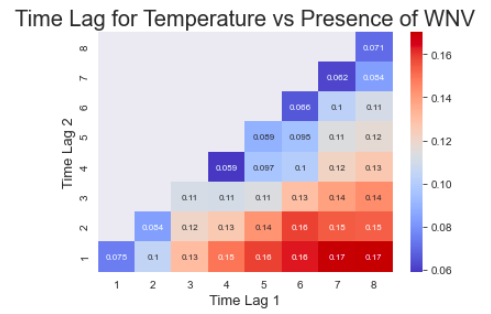 Time Lag for Temperature vs Presence of WNV
8 0.071
7 0.062 0.084 0.16
6 0.066 0.1 0.11 0.14
5 0.089 0.095 0.11 0.12 0.12
4 0.059 0.097 0.1 0.12 0.13
3 0.11 0.11 0.11 0.13 0.14 0.14 0.10
2 0.084 0.12 0.13 0.14 0.16 0.15 0.15 0.08
1 0.075 0.1 0.13 0.15 0.16 0.16 0.17 0.17 0.06
Time Lag 2
1 2 3 4 5 6 7 8
Time Lag 1